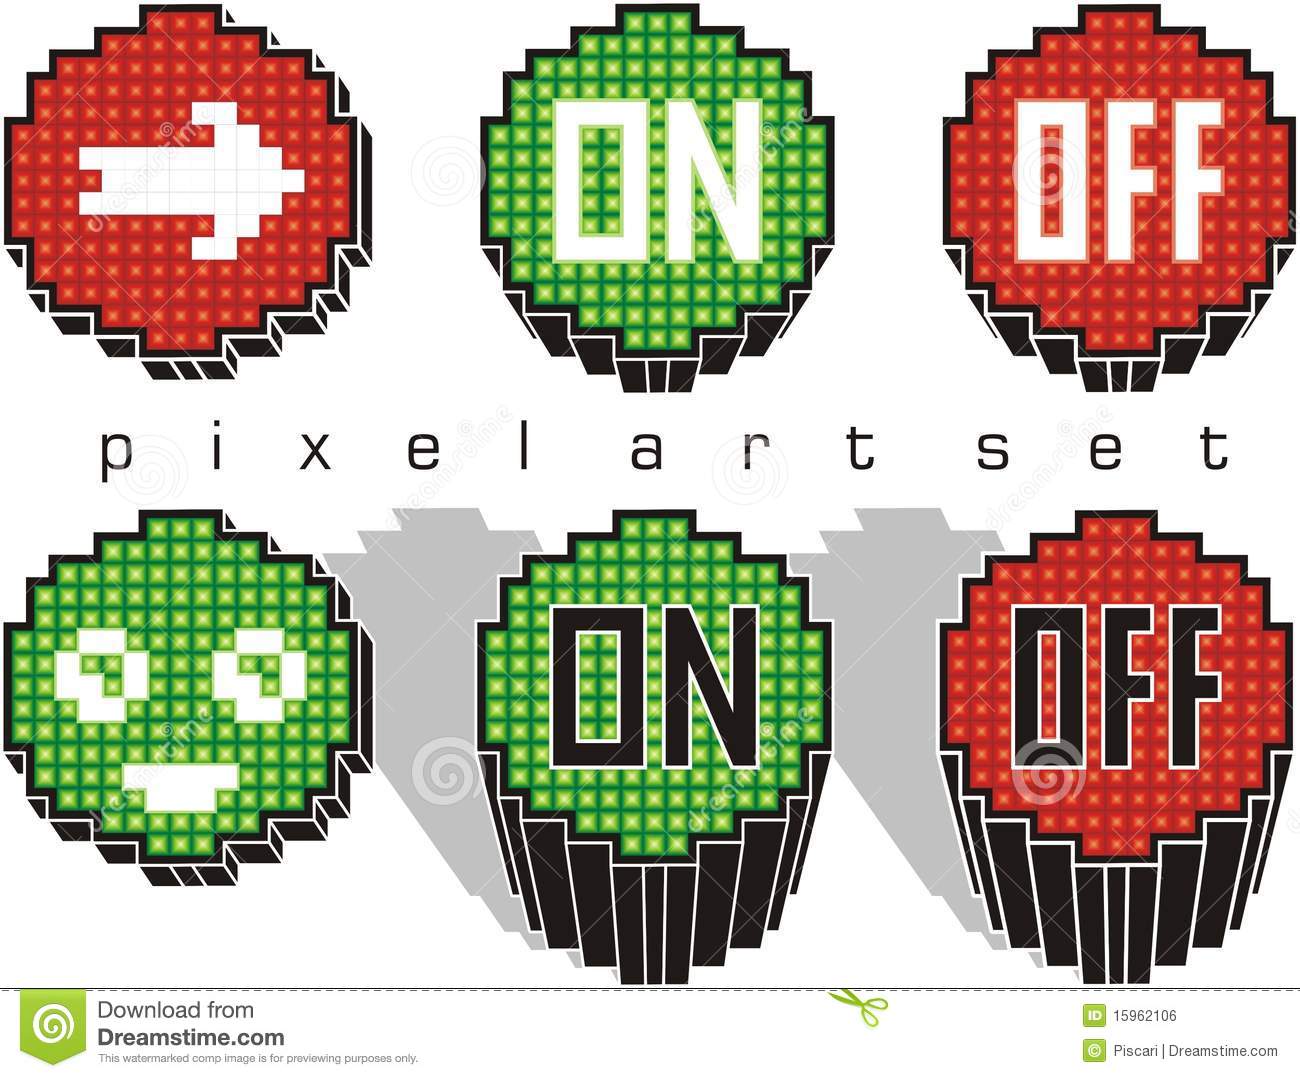 ON
OFF
pixel art set
ON
OFF
Download from
Dreamstime.com
This watermarked comp image is for previewing purposes only.
ID 15962106
© Piscari | Dreamstime.com